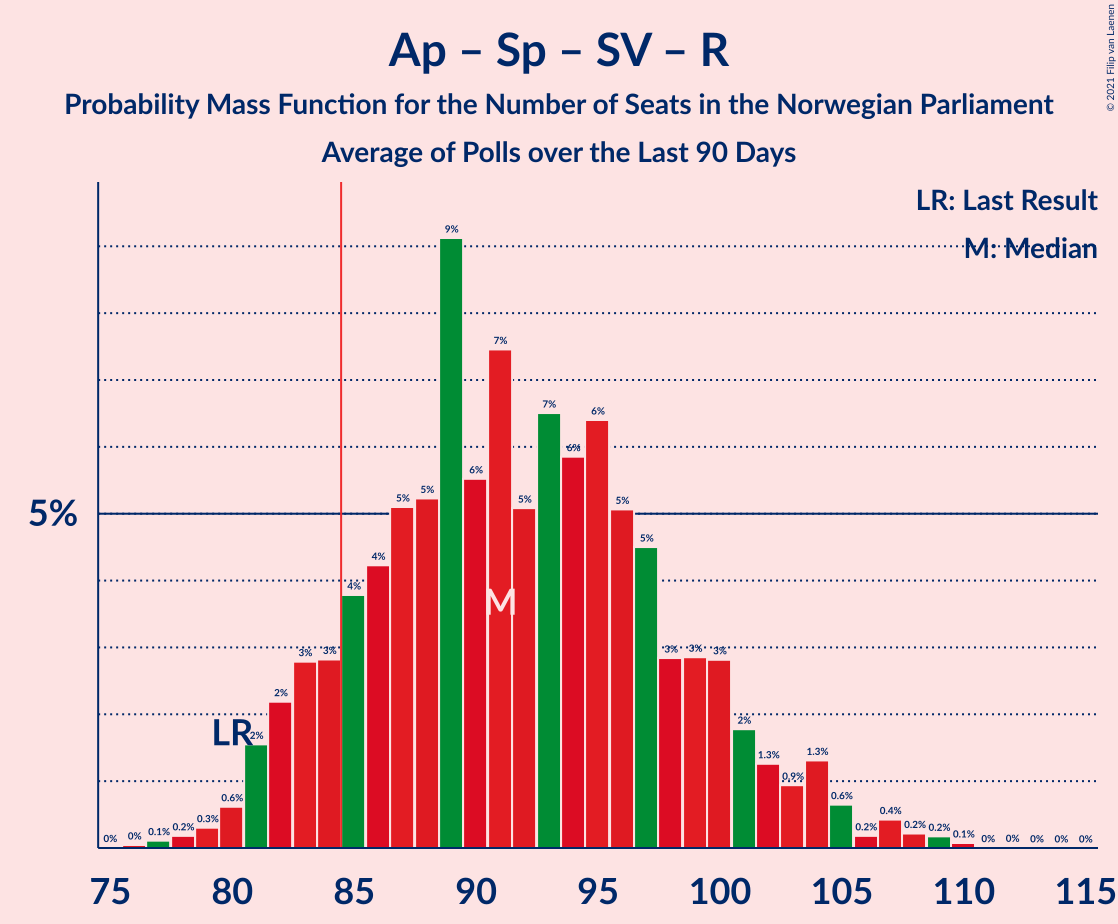 Ap – Sp – SV – R
Probability Mass Function for the Number of Seats in the Norwegian Parliament
Average of Polls over the Last 90 Days
© 2021 Filip van Laenen
LR: Last Result
M: Median
5%
LR
M
0% 0% 0.1% 0.2% 0.3% 0.6% 2% 2% 3% 3% 4% 4% 5% 5% 9% 6% 7% 5% 7% 6% 6% 5% 5% 3% 3% 3% 2% 1.3% 0.9% 1.3% 0.6% 0.2% 0.4% 0.2% 0.2% 0.1% 0% 0% 0% 0% 0%
75 80 85 90 95 100 105 110 115